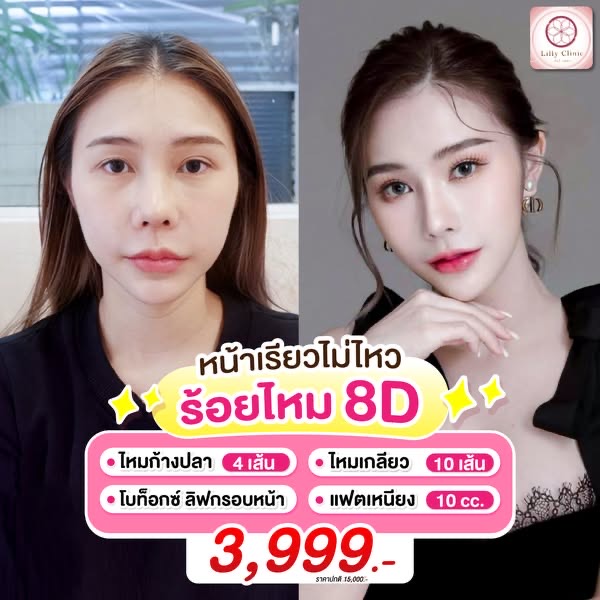 Lilly Clinic
หน้าเรียวไม่ไหว
ร้อยไหม 8D
• ไหมก้างปลา 4 เส้น
• ไหมเกลียว 10 เส้น
• โบท็อกซ์ ลิฟกรอบหน้า
• แฟตเหนียง 10 cc.
3,999.-
ราคาปกติ 15,000.-